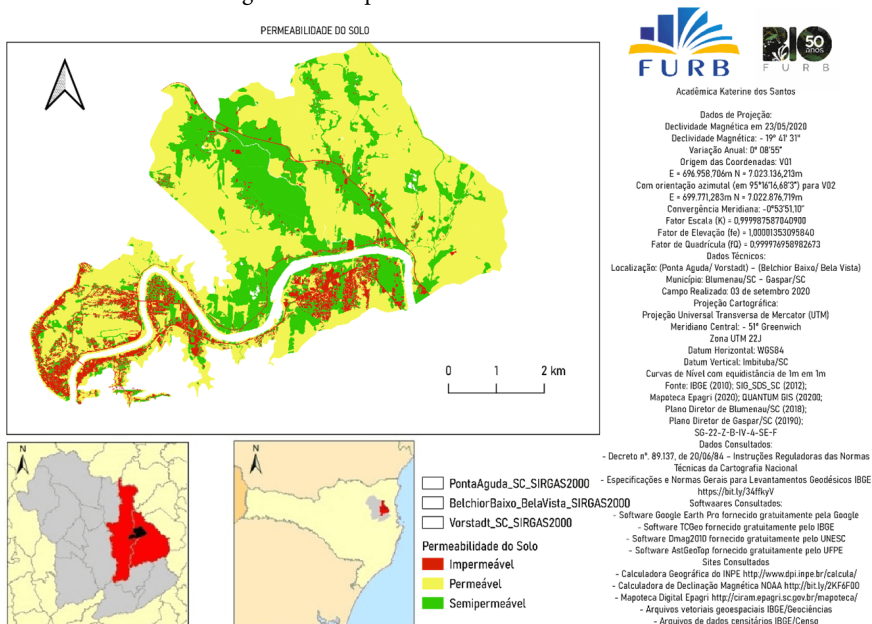 PERMEABILIDADE DO SOLO
0 1 2 km
N
N
PontaAguda_SC_SIRGAS2000
BelchiorBaixo_BelaVista_SIRGAS2000
Vorstadt_SC_SIRGAS2000
Permeabilidade do Solo
Impermeável
Permeável
Semipermeável
FURB
RIO
50
anos
FURB
Acadêmica Katerine dos Santos
Dados de Projeção:
Declividade Magnética em 23/05/2020
Declividade Magnética: - 19° 41' 31"
Variação Anual: 0° 08'55"
Origem das Coordenadas: V01
E = 696.958,706m N = 7.023.136,213m
Com orientação azimutal (em 95°16'16,683") para V02
E = 699.771,283m N = 7.022.876,719m
Convergência Meridiana: -0°53'51,10"
Fator Escala (K) = 0,999987587040900
Fator de Elevação (fe) = 1,00001353095840
Fator de Quadrícula (fQ) = 0,999976958982673
Dados Técnicos:
Localização: (Ponta Aguda/ Vorstadt) – (Belchior Baixo/ Bela Vista)
Município: Blumenau/SC – Gaspar/SC
Campo Realizado: 03 de setembro 2020
Projeção Cartográfica:
Projeção Universal Transversa de Mercator (UTM)
Meridiano Central: - 51° Greenwich
Zona UTM 22J
Datum Horizontal: WGS84
Datum Vertical: Imbituba/SC
Curvas de Nível com equidistância de 1m em 1m
Fonte: IBGE (2010); SIG_SDS_SC (2012);
Mapoteca Epagri (2020); QUANTUM GIS (20200;
Plano Diretor de Blumenau/SC (2018);
Plano Diretor de Gaspar/SC (20190);
SG-22-Z-B-IV-4-SE-F
Dados Consultados:
- Decreto n°. 89.137, de 20/06/84 – Instruções Reguladoras das Normas
Técnicas da Cartografia Nacional
- Especificações e Normas Gerais para Levantamentos Geodésicos IBGE
https://bit.ly/34ffkyV
Softwaares Consultados:
- Software Google Earth Pro fornecido gratuitamente pela Google
- Software TCGeo fornecido gratuitamente pelo IBGE
- Software Dmag2010 fornecido gratuitamente pelo UNESC
- Software AstGeoTop fornecido gratuitamente pelo UFPE
Sites Consultados
- Calculadora Geográfica do INPE http://www.dpi.inpe.br/calcula/
- Calculadora de Declinação Magnética NOAA http://bit.ly/2KF6F00
- Mapoteca Digital Epagri http://ciram.epagri.sc.gov.br/mapoteca/
- Arquivos vetoriais geoespaciais IBGE/Geociências
- Arquivos de dados censitários IBGE/Censo